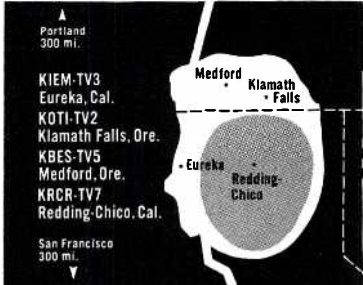 Portland
300 mi.
KIEM-TV3
Eureka, Cal.
KOTI-TV2
Klamath Falls, Ore.
KBES-TV5
Medford, Ore.
KRCR-TV7
Redding-Chico, Cal.
San Francisco
300 mi.
Medford
Klamath
Falls
Eureka
Redding-
Chico